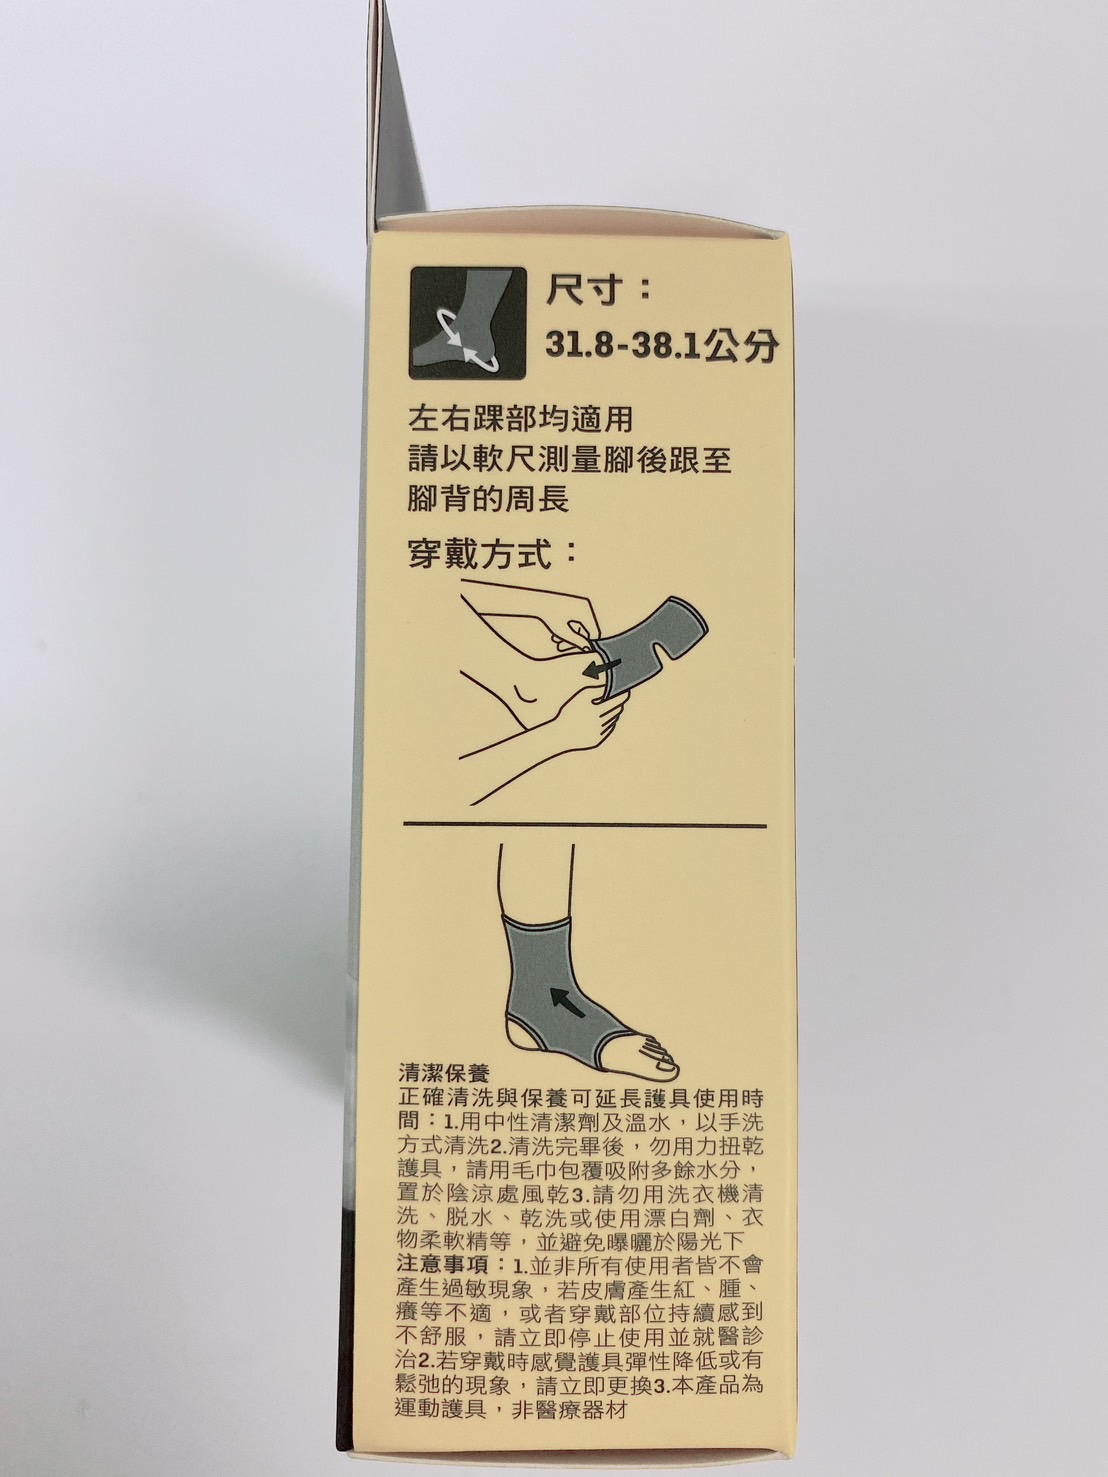 尺寸：
31.8-38.1公分
左右踝部均適用
請以軟尺測量腳後跟至
腳背的周長
穿戴方式：
清潔保養
正確清洗與保養可延長護具使用時
間：1.用中性清潔劑及溫水，以手洗
方式清洗2.清洗完畢後，勿用力扭乾
護具，請用毛巾包覆吸附多餘水分，
置於陰涼處風乾3.請勿用洗衣機清
洗、脫水、乾洗或使用漂白劑、衣
物柔軟精等，並避免曝曬於陽光下
注意事項：1.並非所有使用者皆不會
產生過敏現象，若皮膚產生紅、腫、
癢等不適，或者穿戴部位持續感到
不舒服，請立即停止使用並就醫診
治2.若穿戴時感覺護具彈性降低或有
鬆弛的現象，請立即更換3.本產品為
運動護具，非醫療器材